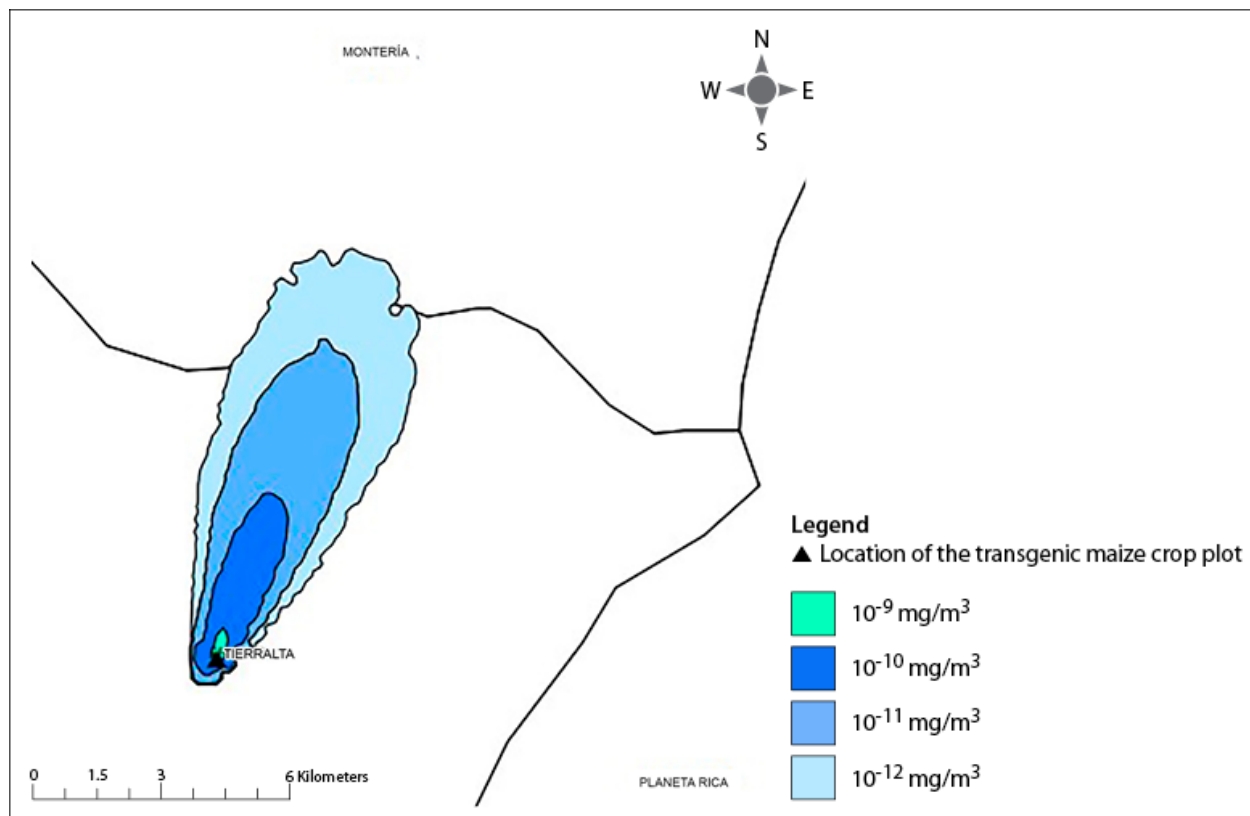 MONTERÍA
N
W E
S
TIERRALTA
Legend
▲ Location of the transgenic maize crop plot
10⁻⁹ mg/m³
10⁻¹⁰ mg/m³
10⁻¹¹ mg/m³
10⁻¹² mg/m³
0 1.5 3 6 Kilometers
PLANETA RICA